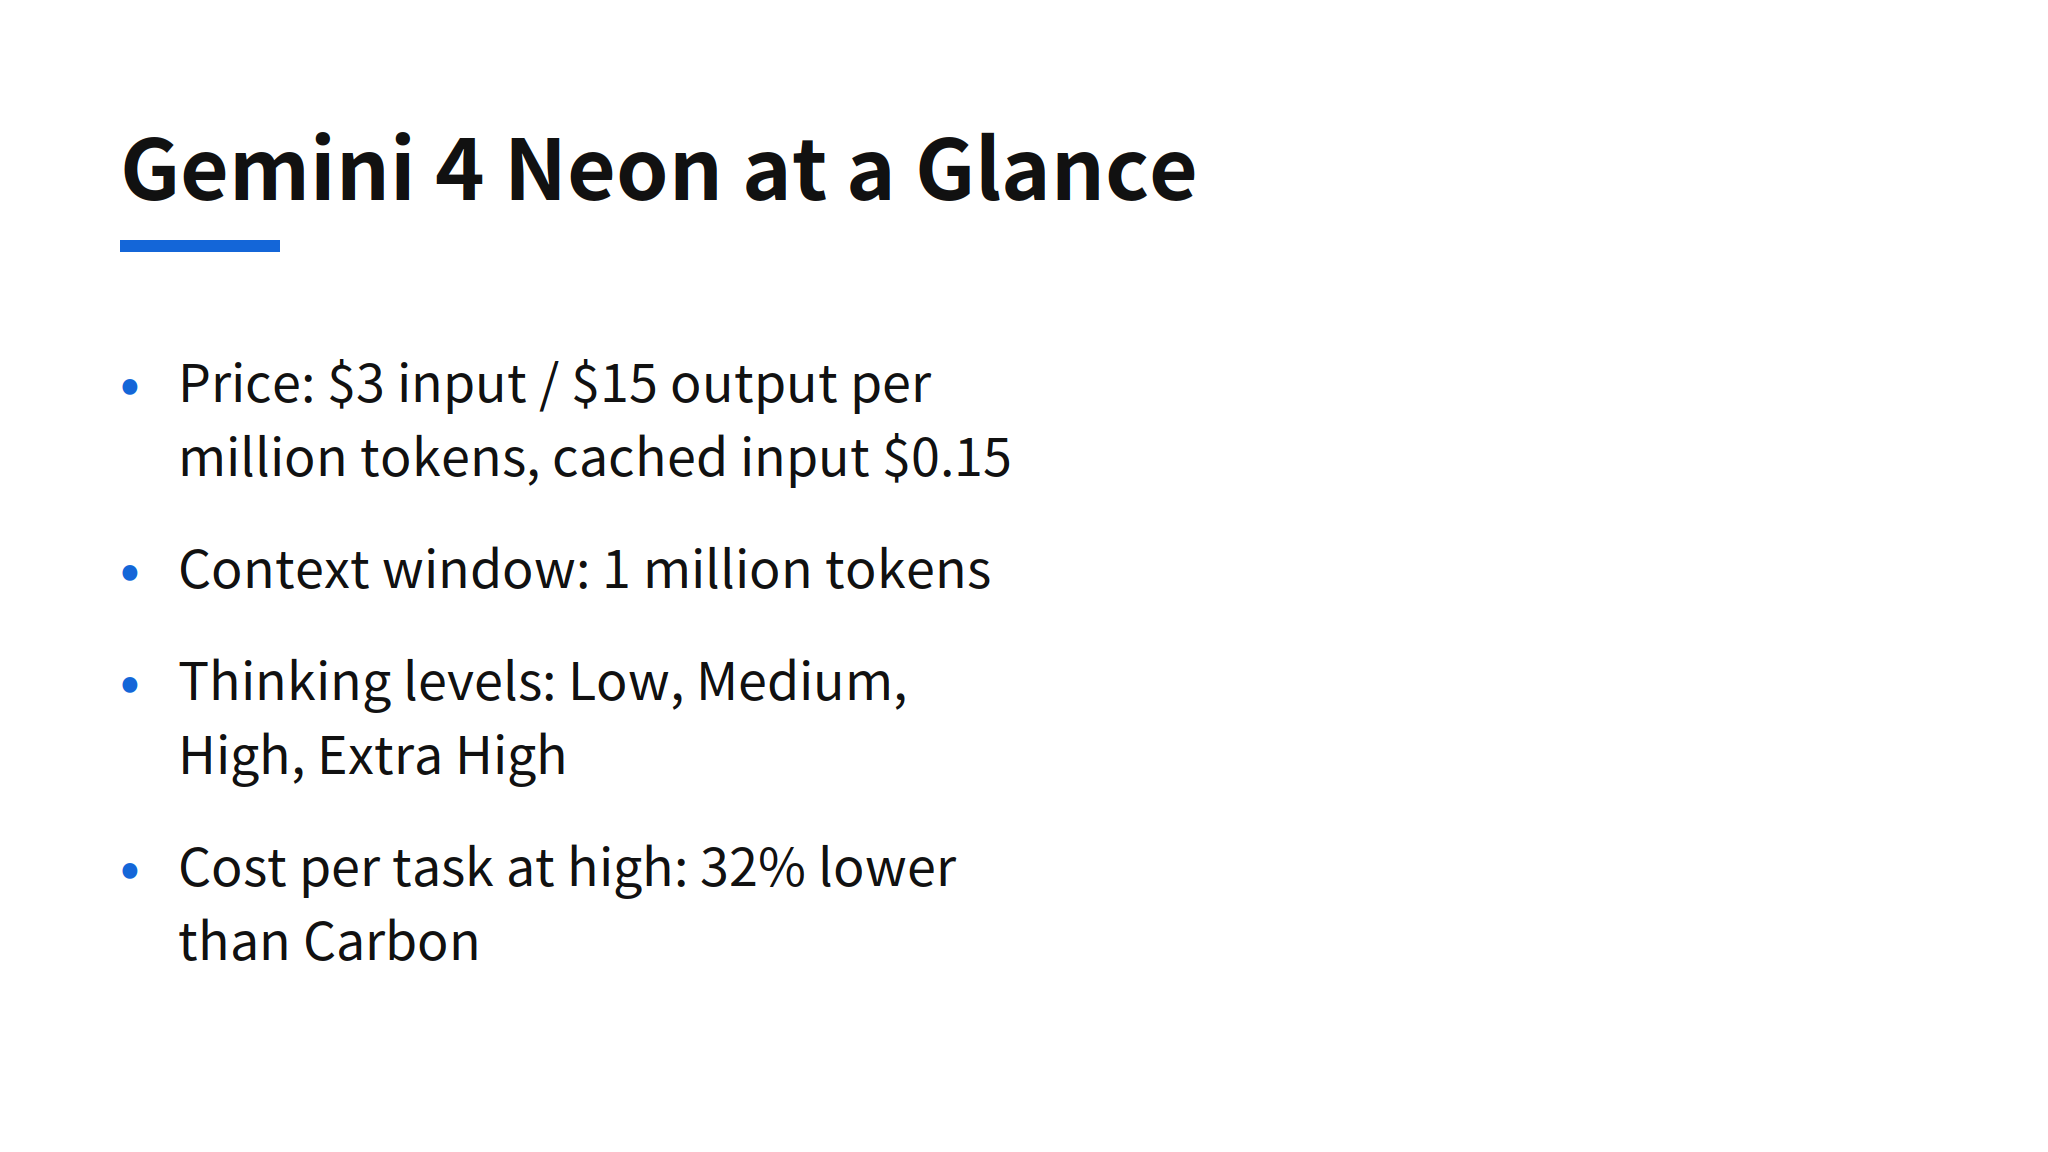 Gemini 4 Neon at a Glance
• Price: $3 input / $15 output per
million tokens, cached input $0.15
• Context window: 1 million tokens
• Thinking levels: Low, Medium,
High, Extra High
• Cost per task at high: 32% lower
than Carbon